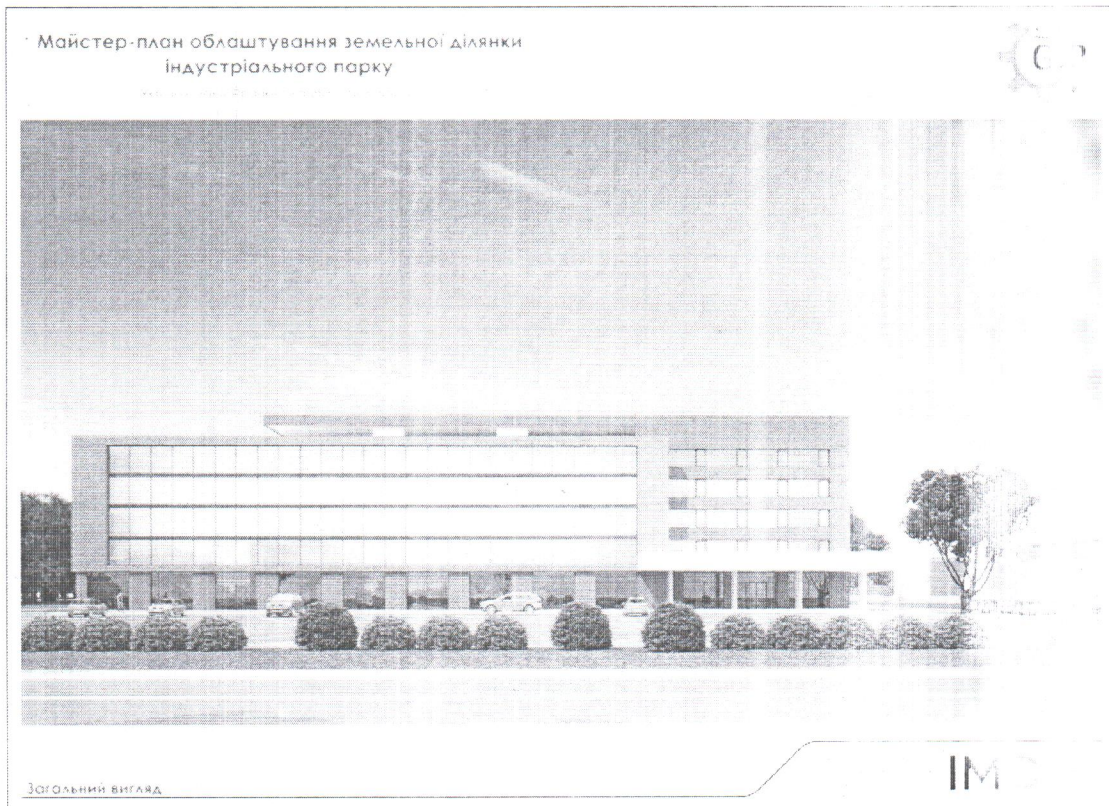 Майстер-план облаштування земельної ділянки
індустріального парку
Загальний вигляд
IM